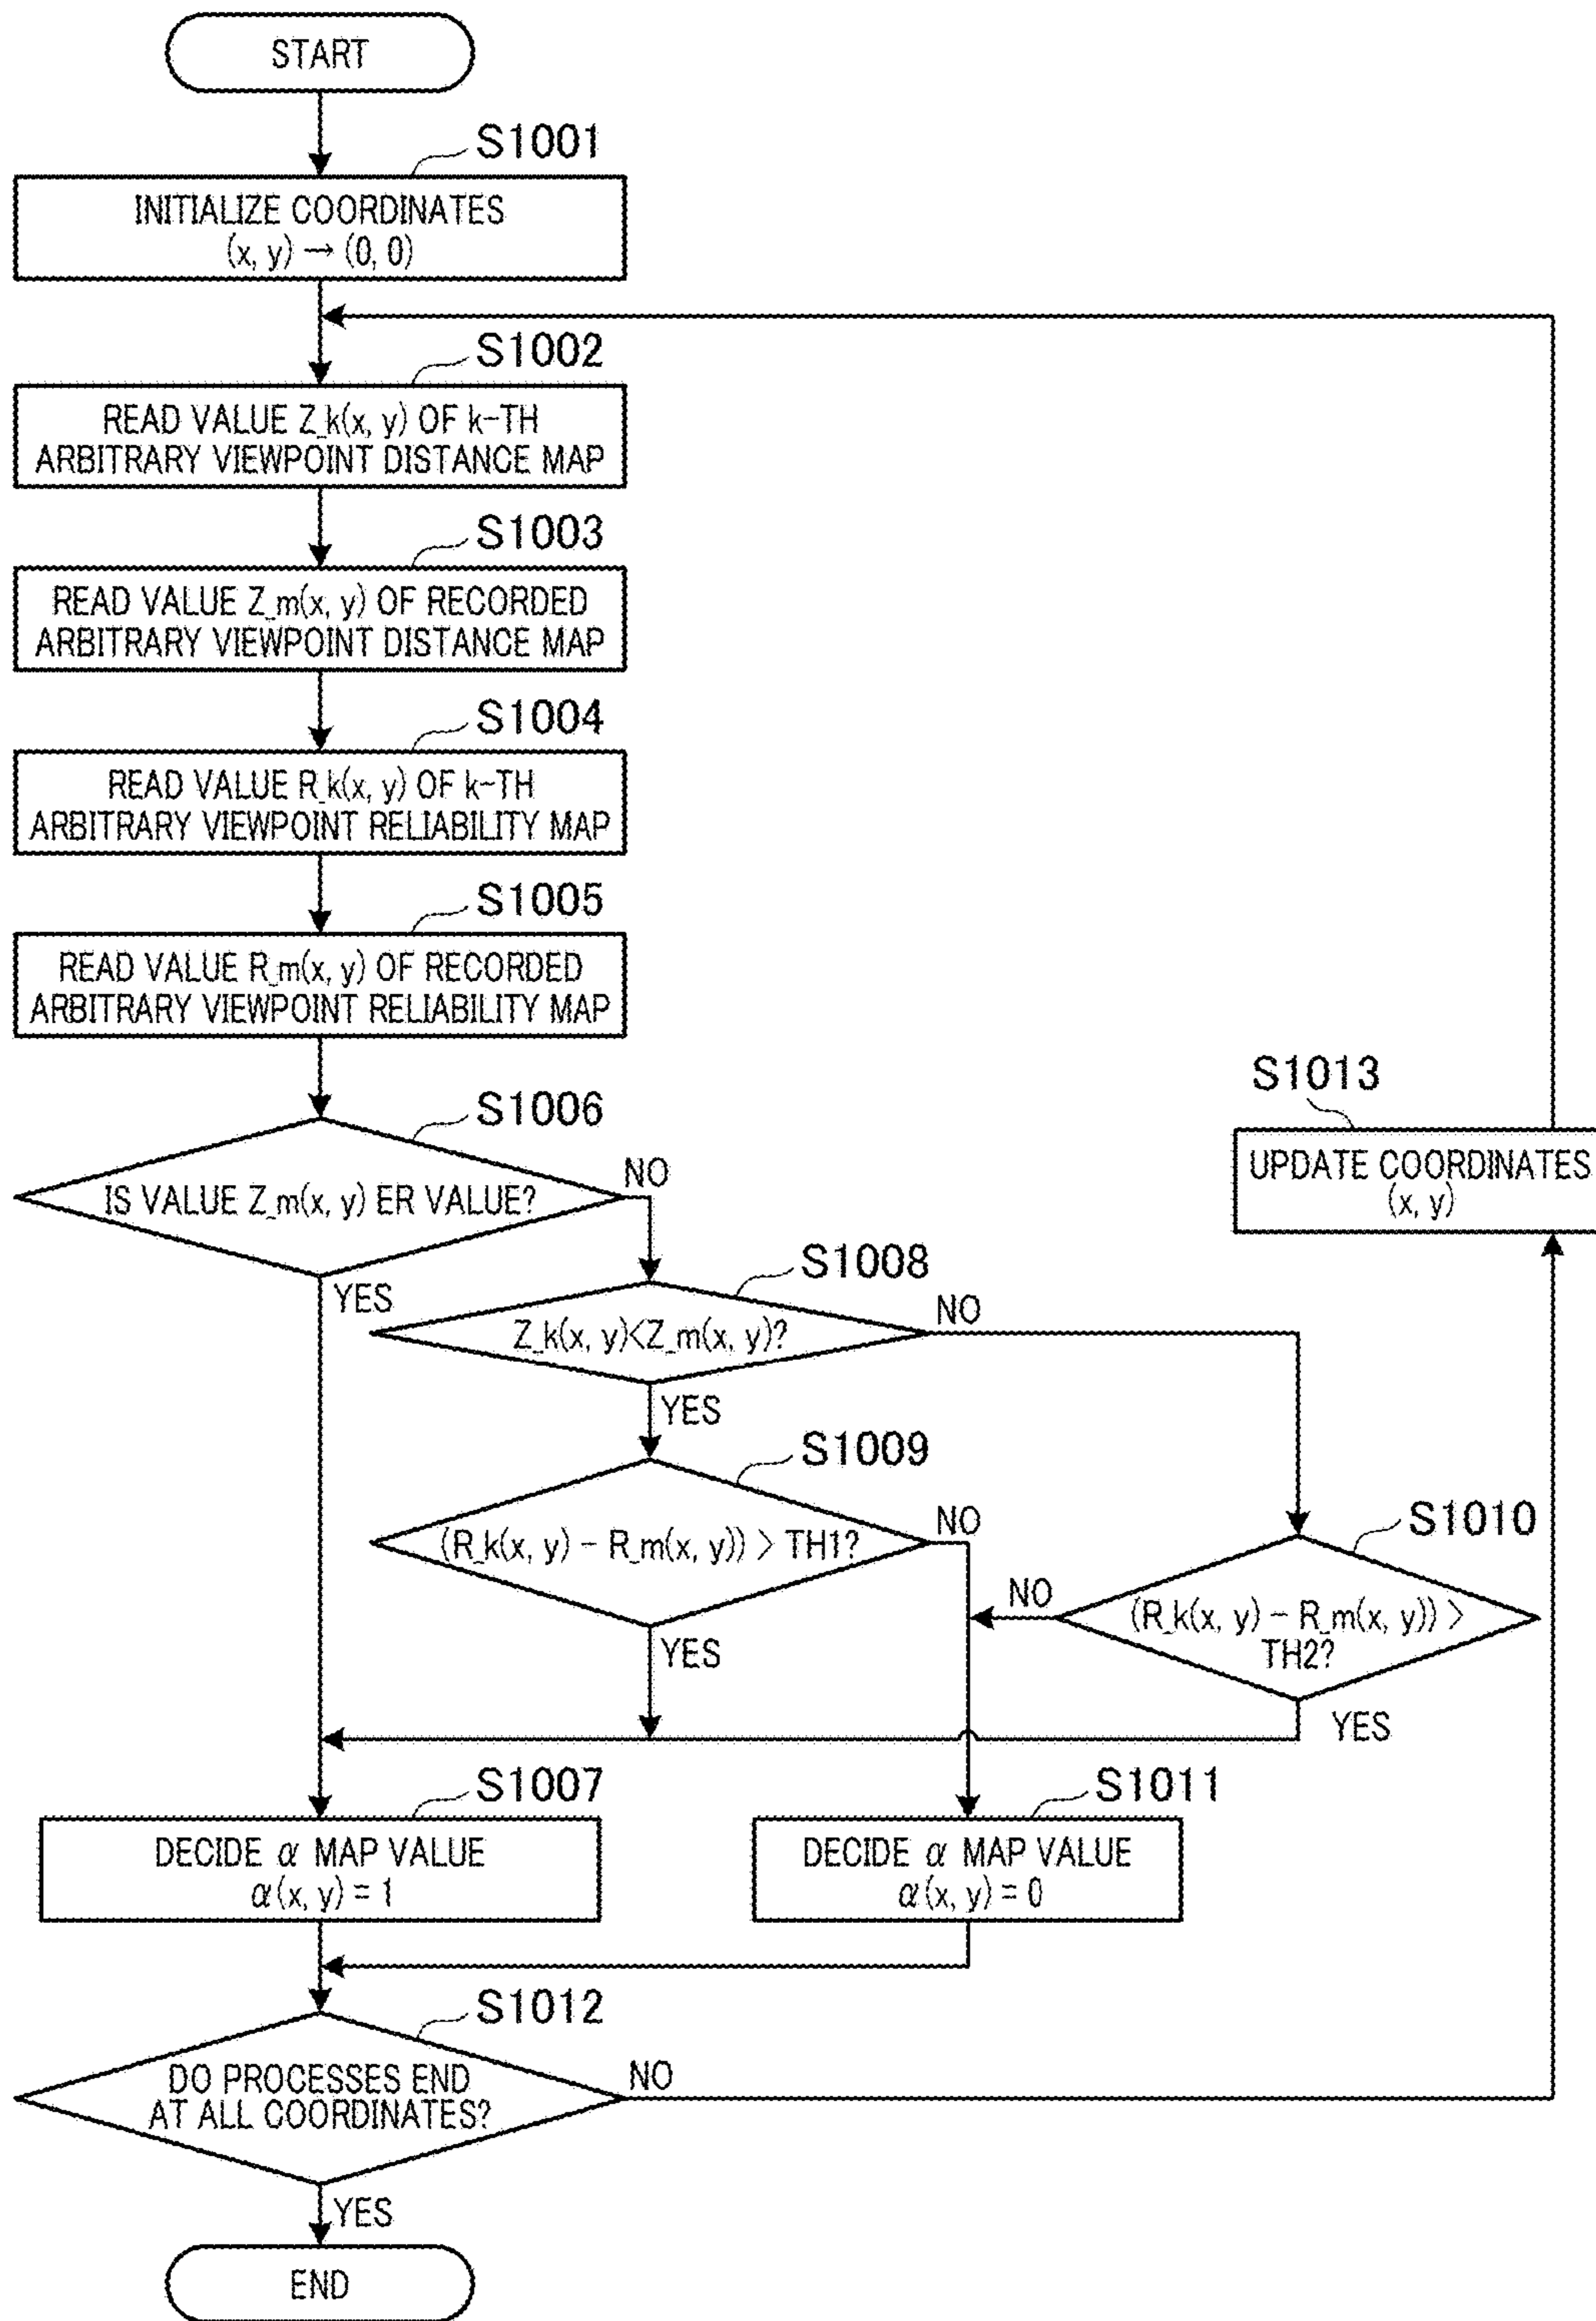 START
S1001
INITIALIZE COORDINATES
(x, y) → (0, 0)
S1002
READ VALUE Z_k(x, y) OF k-TH
ARBITRARY VIEWPOINT DISTANCE MAP
S1003
READ VALUE Z_m(x, y) OF RECORDED
ARBITRARY VIEWPOINT DISTANCE MAP
S1004
READ VALUE R_k(x, y) OF k-TH
ARBITRARY VIEWPOINT RELIABILITY MAP
S1005
READ VALUE R_m(x, y) OF RECORDED
ARBITRARY VIEWPOINT RELIABILITY MAP
S1006
IS VALUE Z_m(x, y) ER VALUE?
NO
YES
S1013
UPDATE COORDINATES
(x, y)
S1008
Z_k(x, y)<Z_m(x, y)?
NO
YES
S1009
(R_k(x, y) − R_m(x, y)) > TH1?
NO
YES
S1010
(R_k(x, y) − R_m(x, y)) >
TH2?
NO
YES
S1007
DECIDE α MAP VALUE
α(x, y) = 1
S1011
DECIDE α MAP VALUE
α(x, y) = 0
S1012
DO PROCESSES END
AT ALL COORDINATES?
NO
YES
END